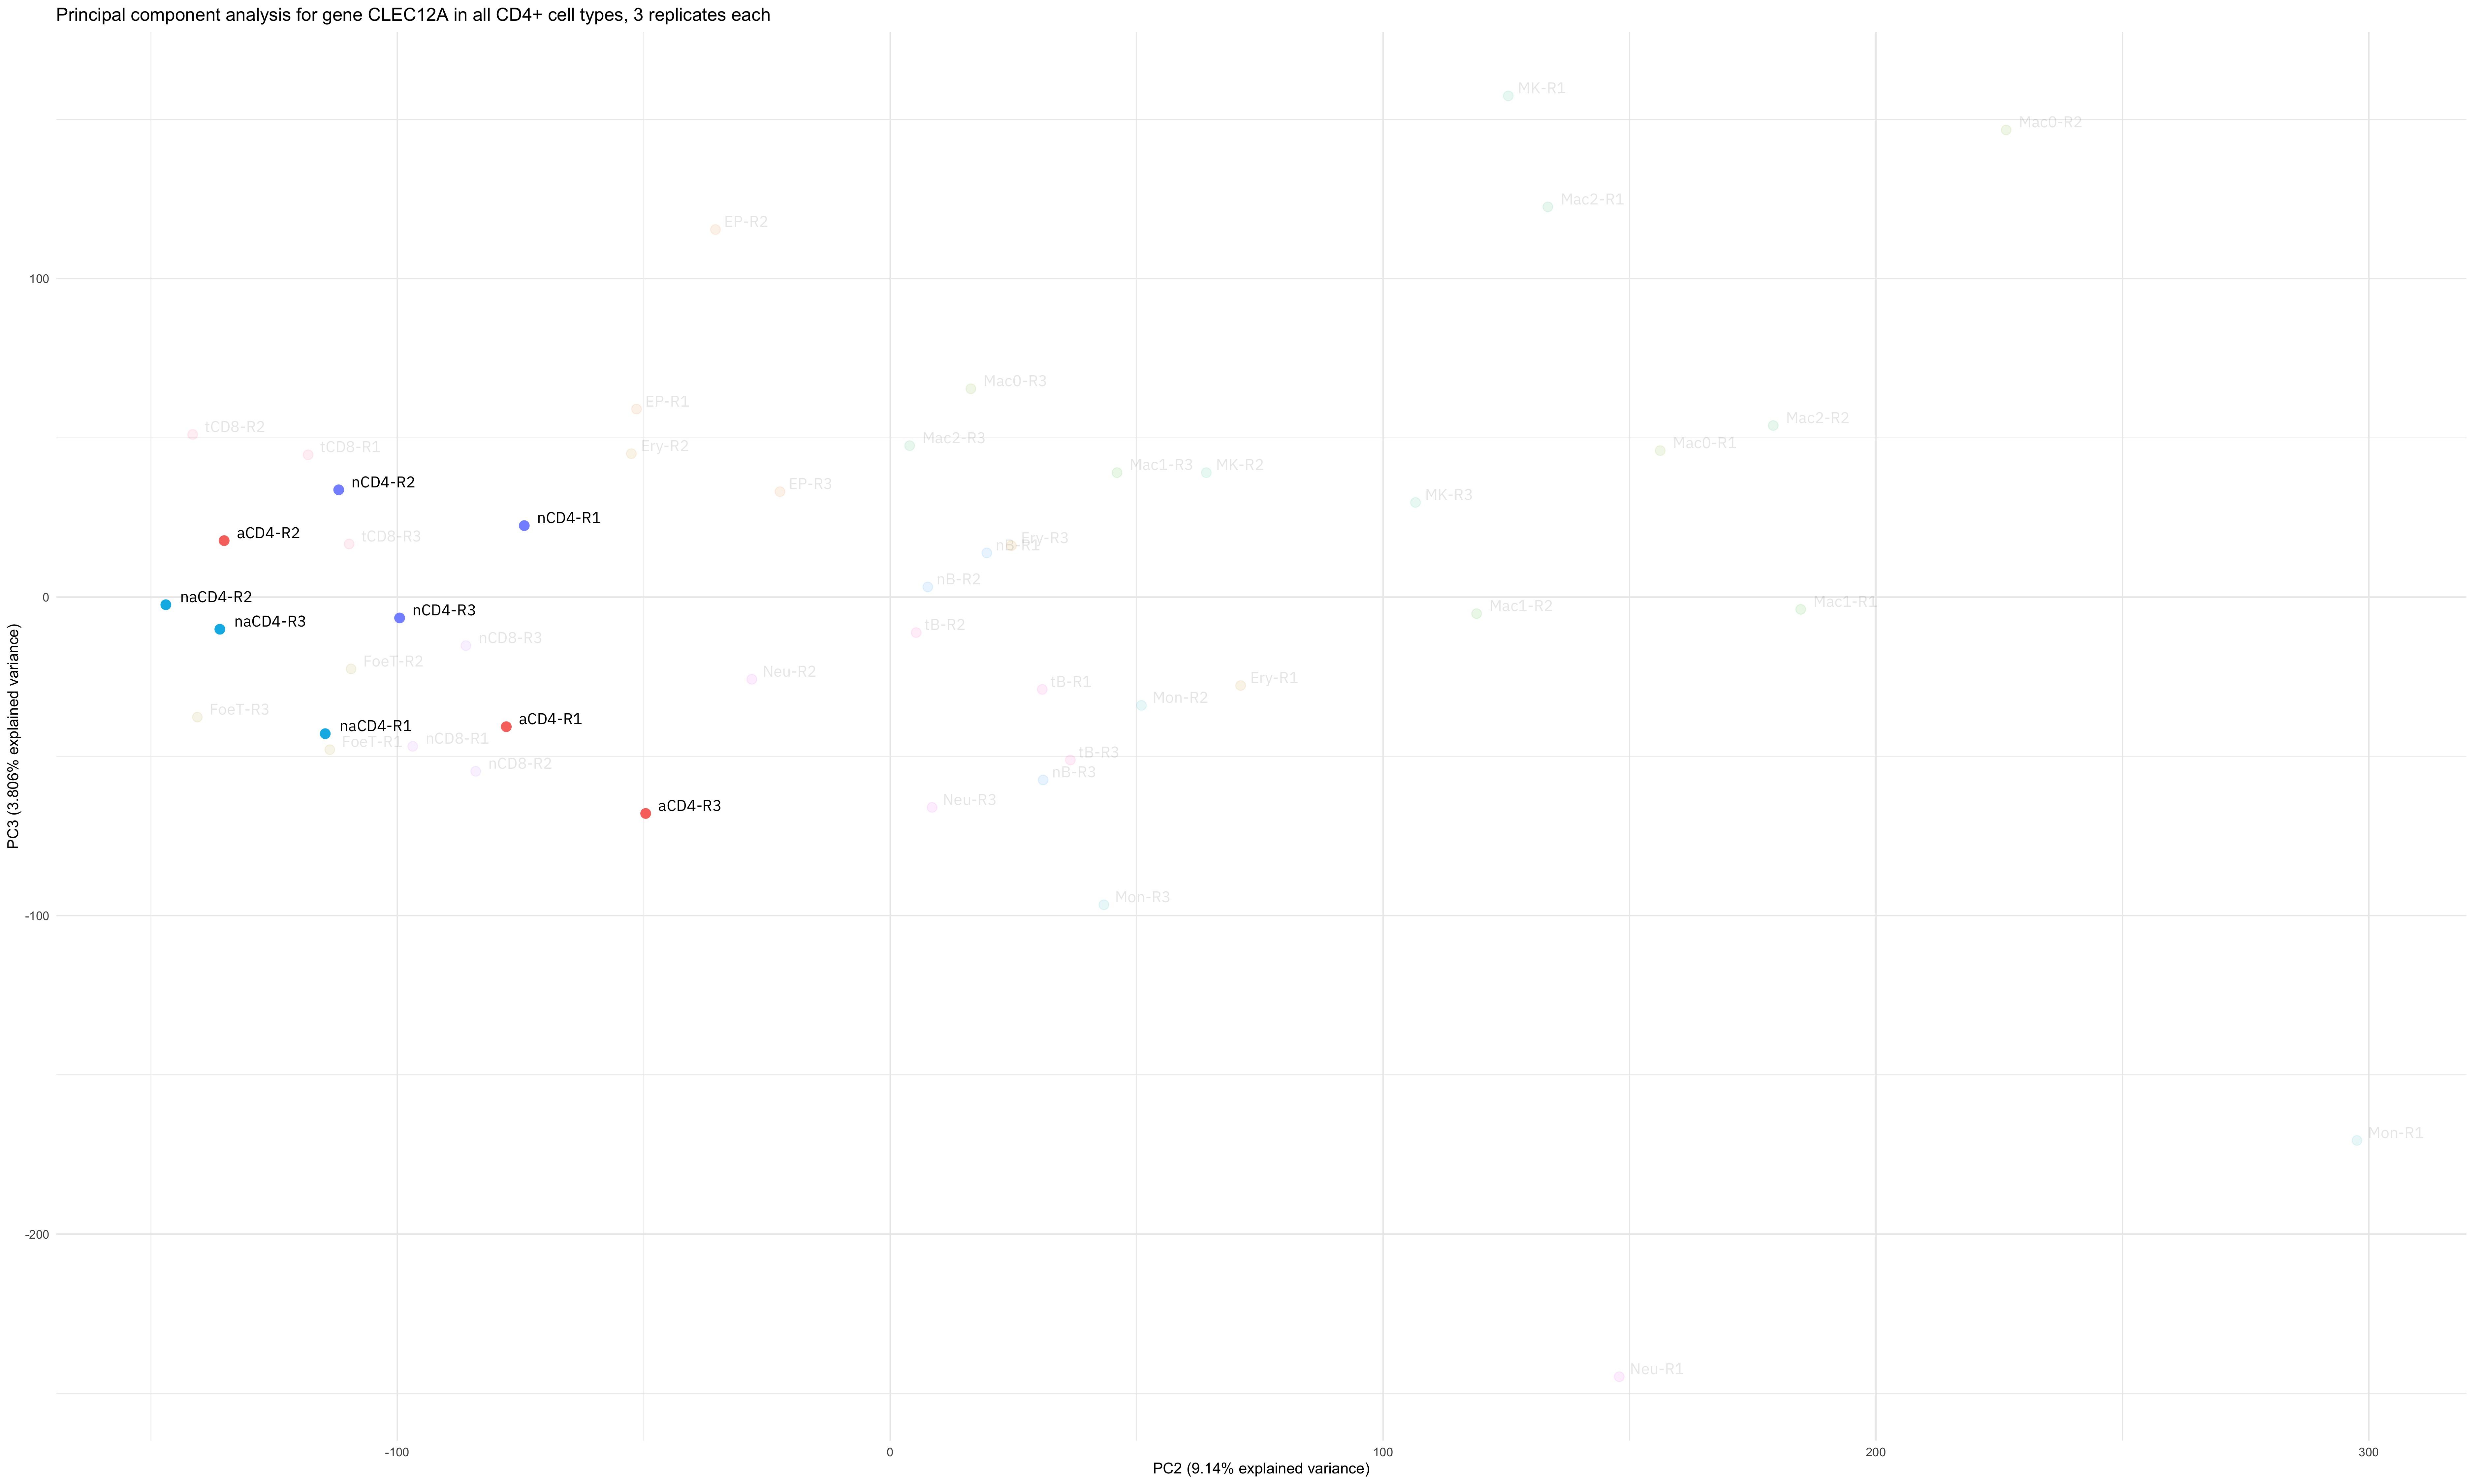 Principal component analysis for gene CLEC12A in all CD4+ cell types, 3 replicates each
MK-R1
Mac0-R2
Mac2-R1
EP-R2
100
Mac0-R3
EP-R1
Mac2-R2
tCD8-R2
Mac2-R3
Mac0-R1
tCD8-R1
Ery-R2
Mac1-R3
MK-R2
nCD4-R2
EP-R3
MK-R3
nCD4-R1
aCD4-R2
tCD8-R3
Ery-R3
nB-R1
nB-R2
0
naCD4-R2
Mac1-R1
Mac1-R2
nCD4-R3
naCD4-R3
tB-R2
nCD8-R3
FoeT-R2
Neu-R2
Ery-R1
tB-R1
Mon-R2
FoeT-R3
aCD4-R1
naCD4-R1
nCD8-R1
FoeT-R1
tB-R3
nCD8-R2
nB-R3
Neu-R3
aCD4-R3
PC3 (3.806% explained variance)
Mon-R3
-100
Mon-R1
-200
Neu-R1
-100
0
100
200
300
PC2 (9.14% explained variance)